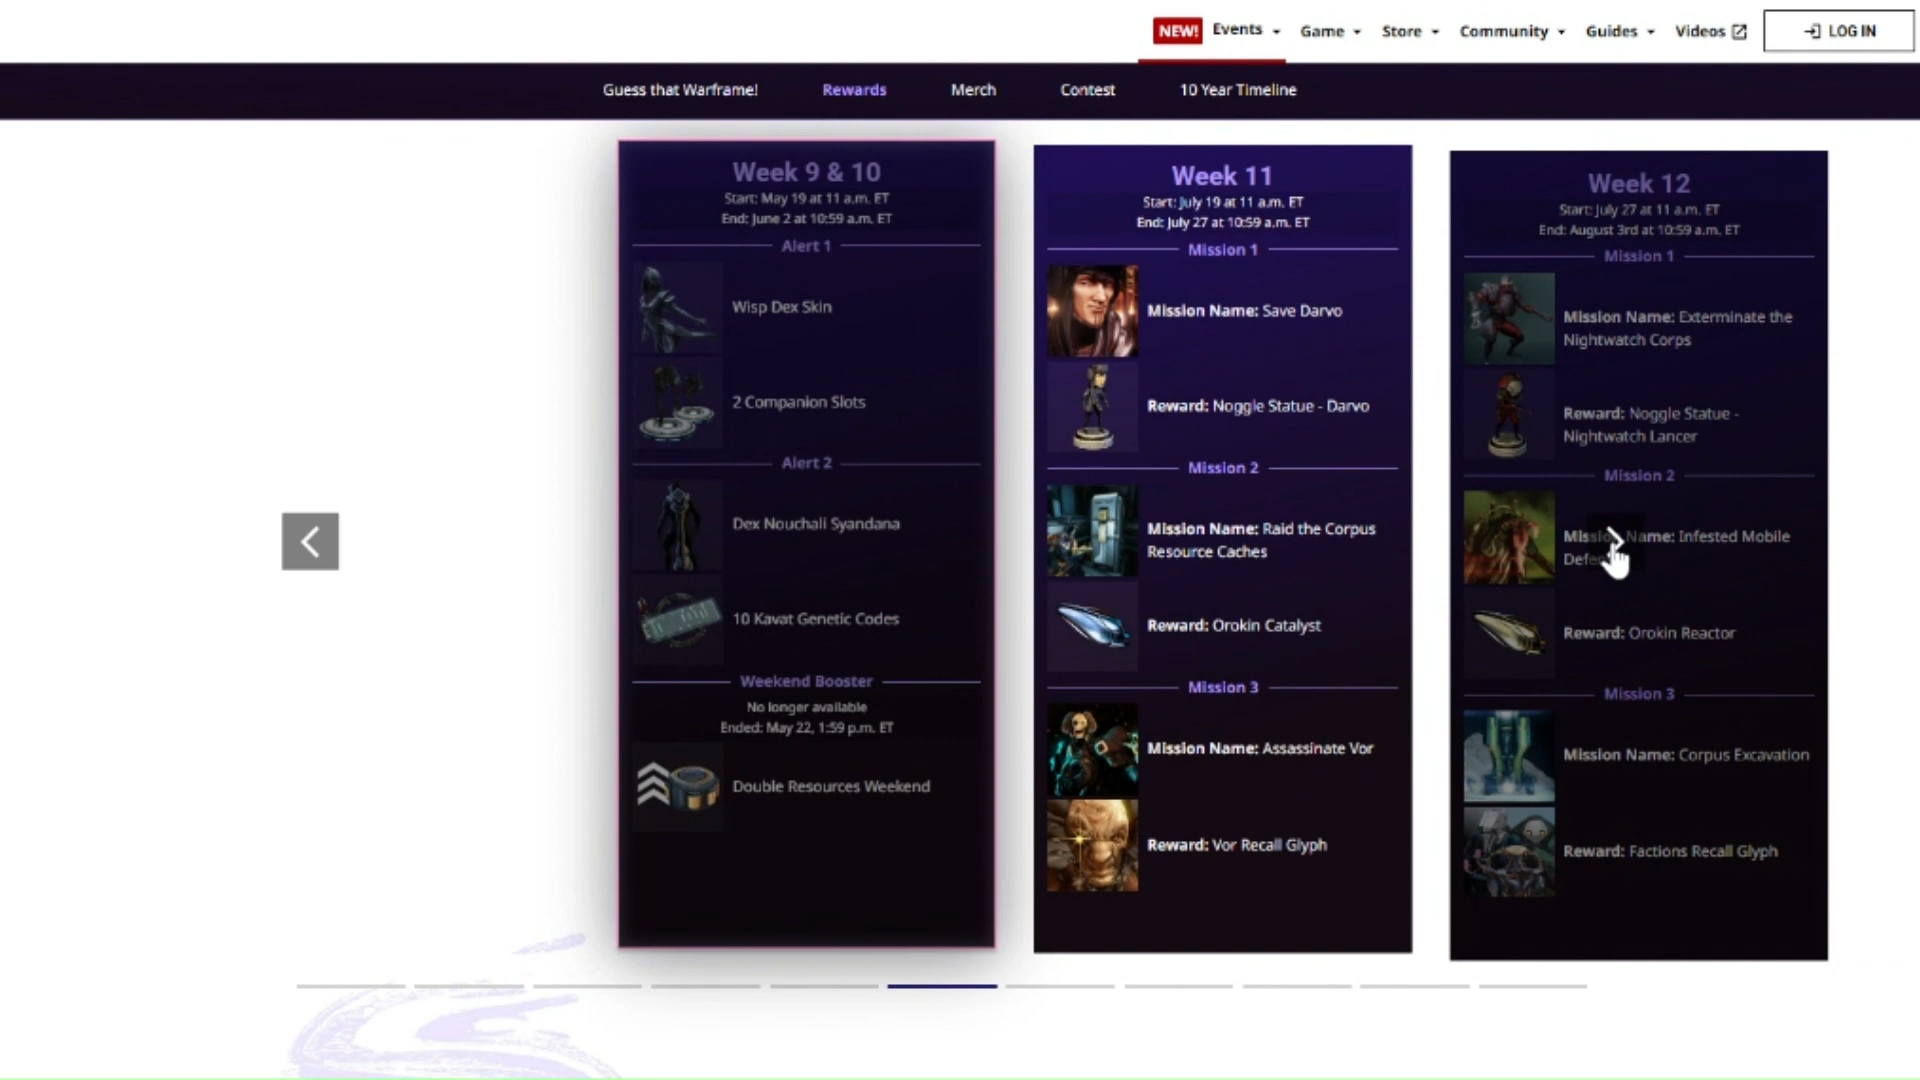 NEW! Events Game Store Community Guides Videos LOG IN
Guess that Warframe! Rewards Merch Contest 10 Year Timeline
Week 9 & 10
Start: May 19 at 11 a.m. ET
End: June 2 at 10:59 a.m. ET
Alert 1
Wisp Dex Skin
2 Companion Slots
Alert 2
Dex Nouchali Syandana
10 Kavat Genetic Codes
Weekend Booster
No longer available
Ended: May 22, 1:59 p.m. ET
Double Resources Weekend
Week 11
Start: July 19 at 11 a.m. ET
End: July 27 at 10:59 a.m. ET
Mission 1
Mission Name: Save Darvo
Reward: Noggle Statue - Darvo
Mission 2
Mission Name: Raid the Corpus
Resource Caches
Reward: Orokin Catalyst
Mission 3
Mission Name: Assassinate Vor
Reward: Vor Recall Glyph
Week 12
Start: July 27 at 11 a.m. ET
End: August 3rd at 10:59 a.m. ET
Mission 1
Mission Name: Exterminate the
Nightwatch Corps
Reward: Noggle Statue -
Nightwatch Lancer
Mission 2
Mission Name: Infested Mobile
Reward: Orokin Reactor
Mission 3
Mission Name: Corpus Excavation
Reward: Factions Recall Glyph